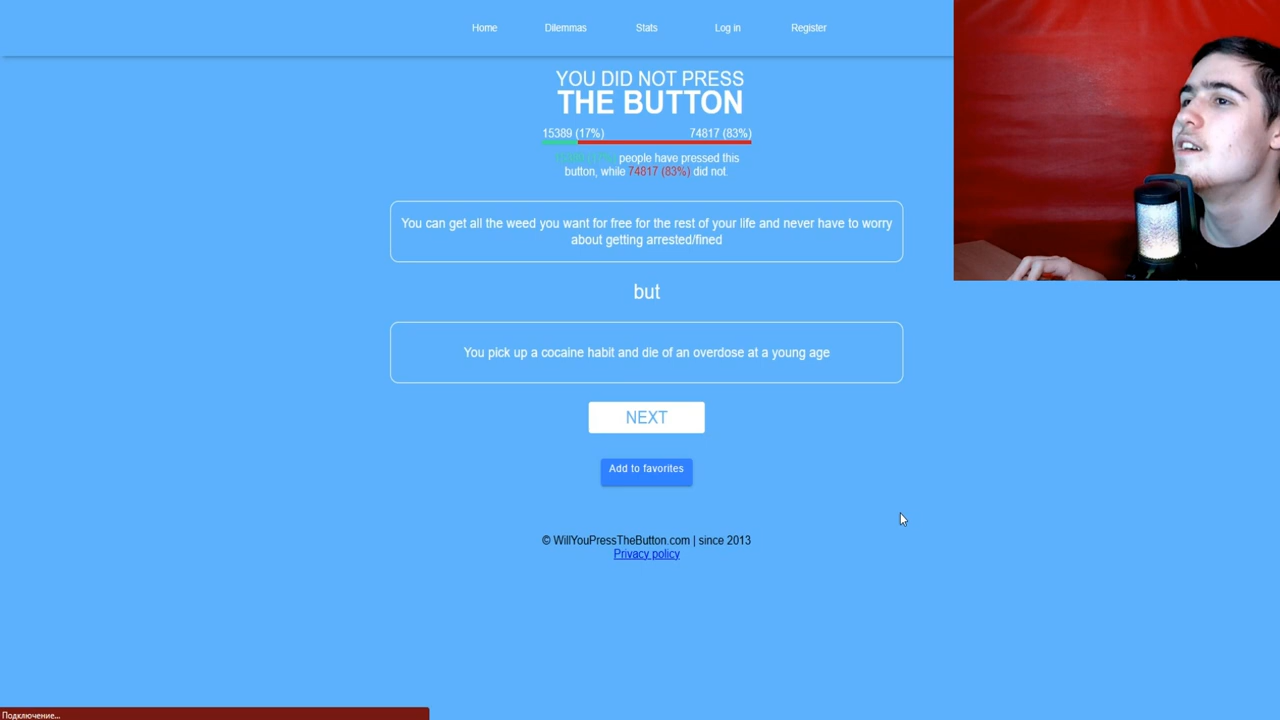 Home Dilemmas Stats Log in Register
YOU DID NOT PRESS
THE BUTTON
15389 (17%) 74817 (83%)
people have pressed this
button, while 74817 (83%) did not.
You can get all the weed you want for free for the rest of your life and never have to worry
about getting arrested/fined
but
You pick up a cocaine habit and die of an overdose at a young age
NEXT
Add to favorites
© WillYouPressTheButton.com | since 2013
Privacy policy
Подключение...